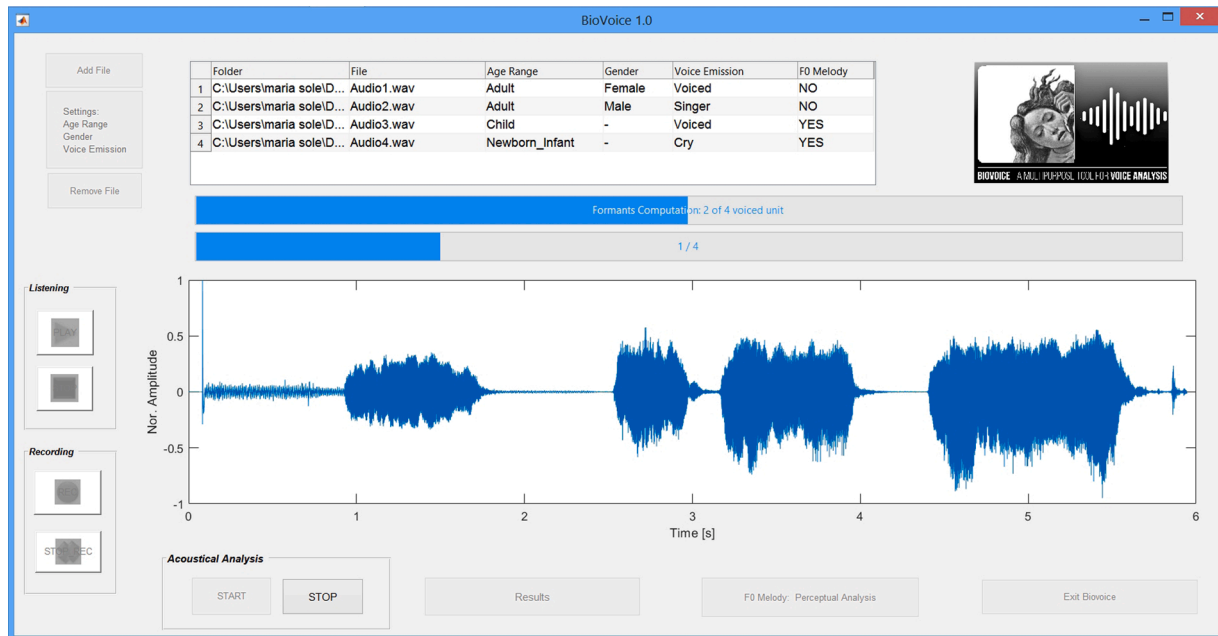 BioVoice 1.0
Add File
Settings:
Age Range
Gender
Voice Emission
Remove File
Folder File Age Range Gender Voice Emission F0 Melody
1 C:\Users\maria sole\D... Audio1.wav Adult Female Voiced NO
2 C:\Users\maria sole\D... Audio2.wav Adult Male Singer NO
3 C:\Users\maria sole\D... Audio3.wav Child - Voiced YES
4 C:\Users\maria sole\D... Audio4.wav Newborn_Infant - Cry YES
BIOVOICE A MULTIPURPOSE TOOL FOR VOICE ANALYSIS
Formants Computation: 2 of 4 voiced unit
1 / 4
Listening
PLAY
Recording
REC
STOP REC
Nor. Amplitude
1
0.5
0
-0.5
-1
0 1 2 3 4 5 6
Time [s]
Acoustical Analysis
START
STOP
Results
F0 Melody: Perceptual Analysis
Exit Biovoice